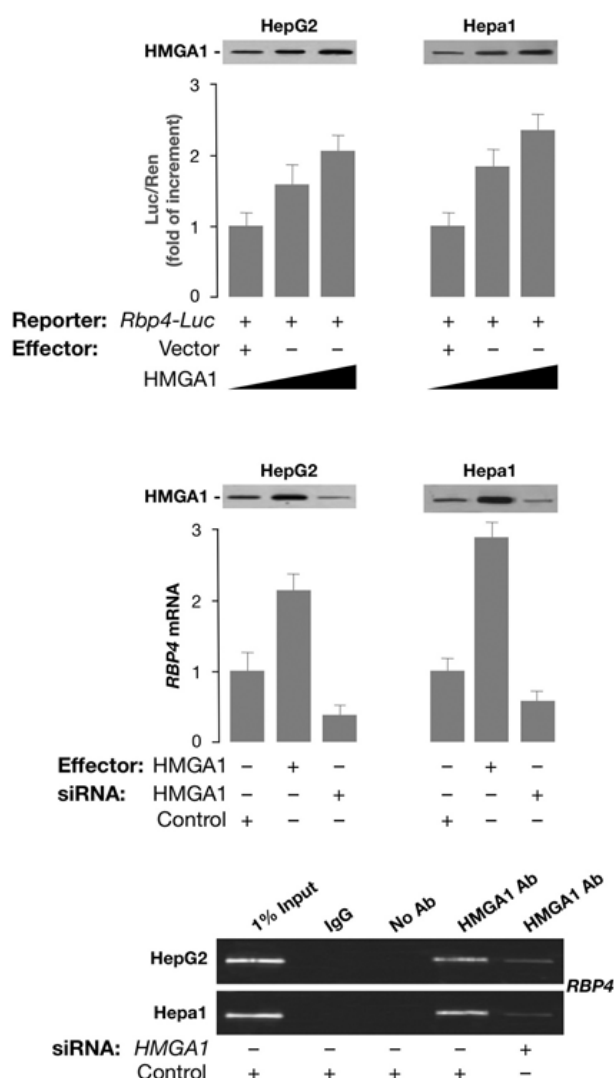 HepG2 Hepa1
HMGA1 -
3
2
1
0
Luc/Ren
(fold of increment)
Reporter: Rbp4-Luc + + + + + +
Effector: Vector + − − + − −
HMGA1
HepG2 Hepa1
HMGA1 -
3
2
1
0
RBP4 mRNA
Effector: HMGA1 − + − − + −
siRNA: HMGA1 − − + − − +
Control + − − + − −
1% Input IgG No Ab HMGA1 Ab HMGA1 Ab
HepG2
RBP4
Hepa1
siRNA: HMGA1 − − − − +
Control + + + + −